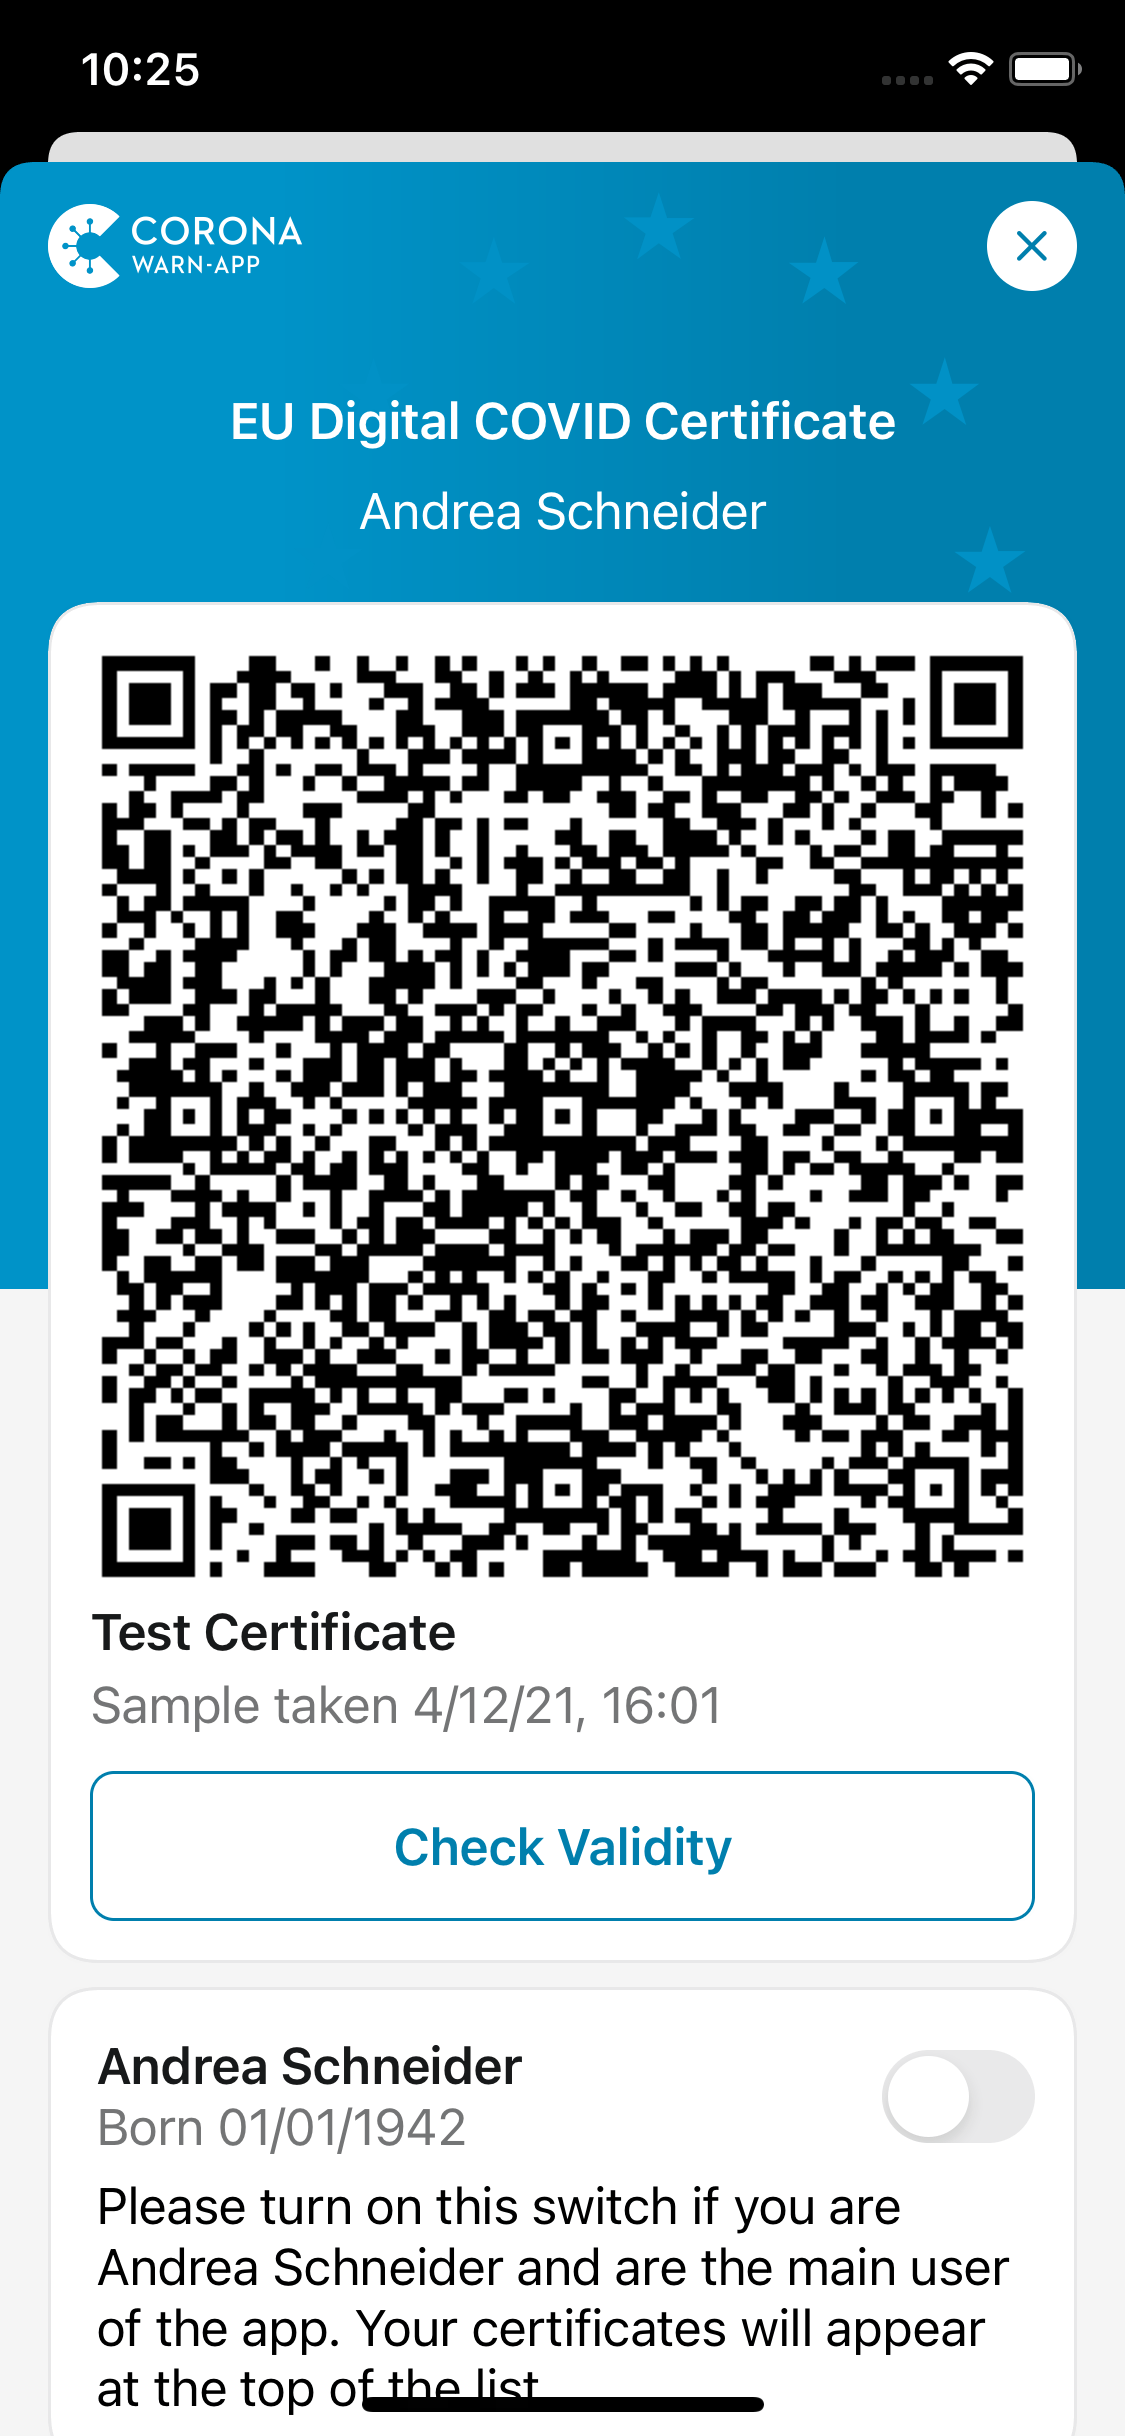 10:25
CORONA
WARN-APP
EU Digital COVID Certificate
Andrea Schneider
Test Certificate
Sample taken 4/12/21, 16:01
Check Validity
Andrea Schneider
Born 01/01/1942
Please turn on this switch if you are
Andrea Schneider and are the main user
of the app. Your certificates will appear
at the top of the list